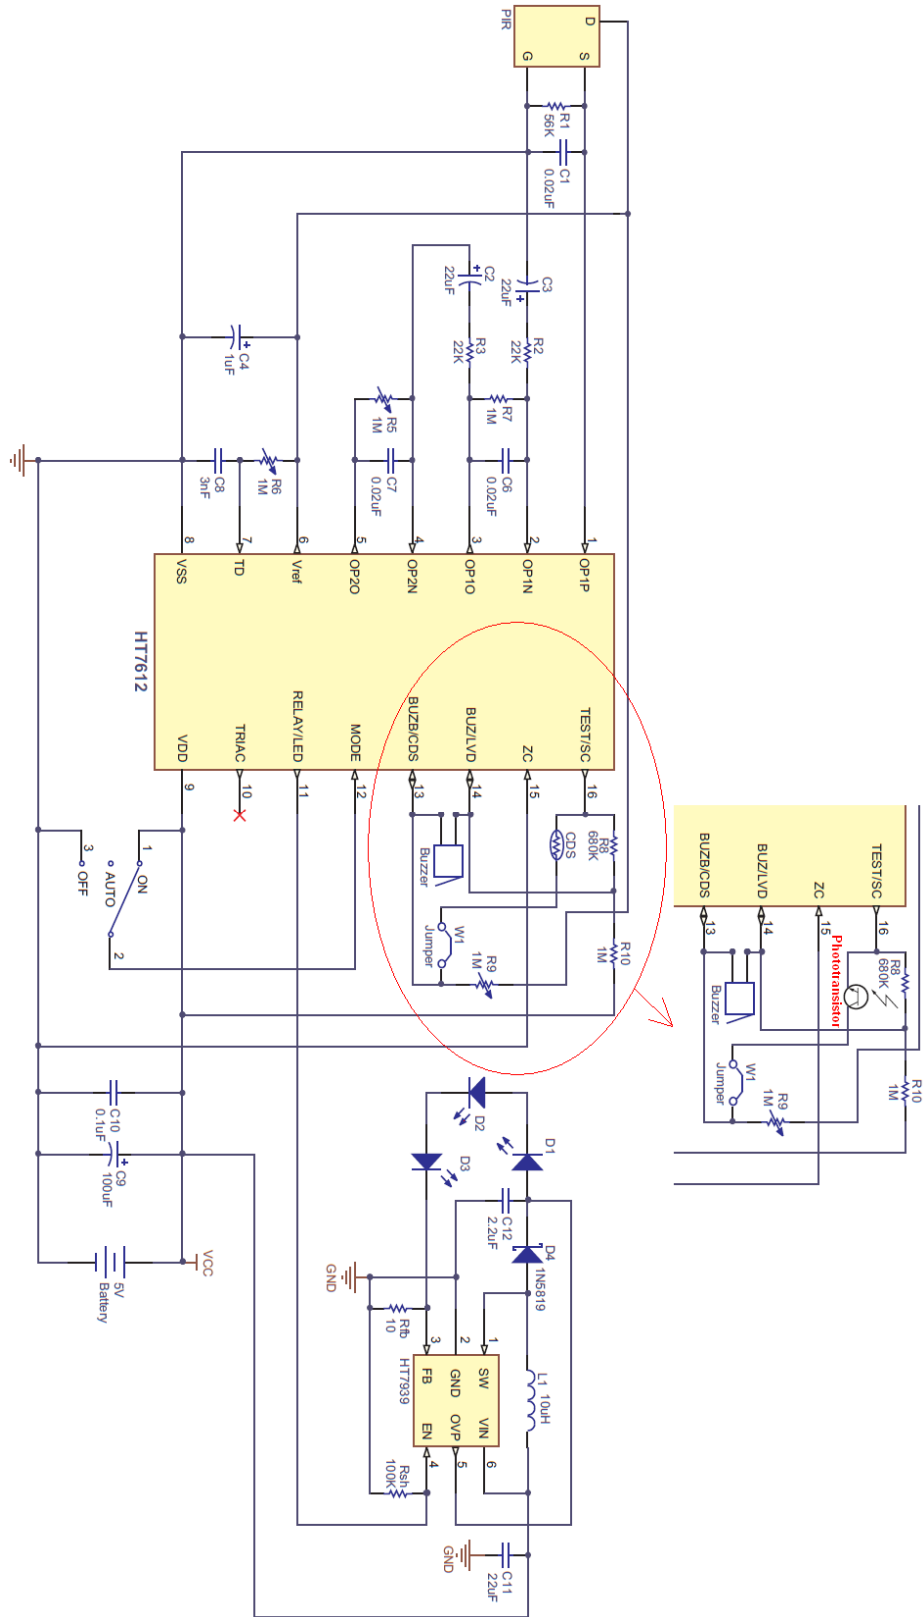 PIR
D
G
S
R1
56K
C1
0.02uF
C2
22uF
C3
22uF
R3
22K
R2
22K
C4
1uF
R5
1M
R7
1M
C8
3nF
R6
1M
C7
0.02uF
C6
0.02uF
8
7
6
5
4
3
2
1
VSS
TD
Vref
OP2O
OP2N
OP1O
OP1N
OP1P
HT7612
VDD
TRIAC
RELAY/LED
MODE
BUZB/CDS
BUZ/LVD
ZC
TEST/SC
9
10
11
12
13
14
15
16
3
OFF
AUTO
1
ON
2
Buzzer
CDS
R8
680K
W1
Jumper
R9
1M
R10
1M
BUZB/CDS
BUZ/LVD
ZC
TEST/SC
13
14
15
16
Phototransistor
R8
680K
Buzzer
W1
Jumper
R9
1M
R10
1M
C10
0.1uF
C9
100uF
5V
Battery
VCC
D2
D1
D3
C12
2.2uF
D4
1N5819
GND
Rfb
10
3
2
1
FB
GND
SW
HT7939
EN
OVP
VIN
4
5
6
L1
10uH
Rsh
100K
GND
C11
22uF